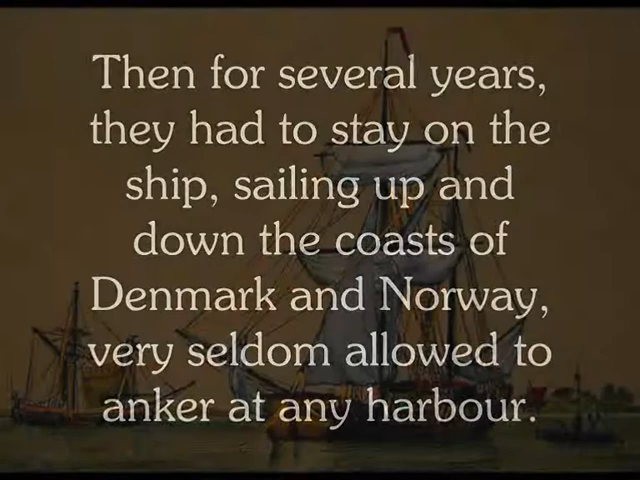 Then for several years,
they had to stay on the
ship, sailing up and
down the coasts of
Denmark and Norway,
very seldom allowed to
anker at any harbour.